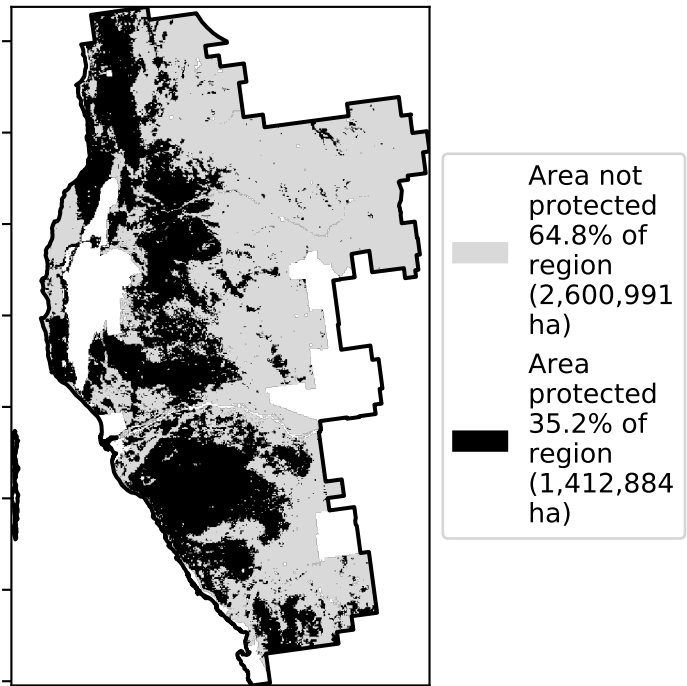 Area not
protected
64.8% of
region
(2,600,991
ha)
Area
protected
35.2% of
region
(1,412,884
ha)